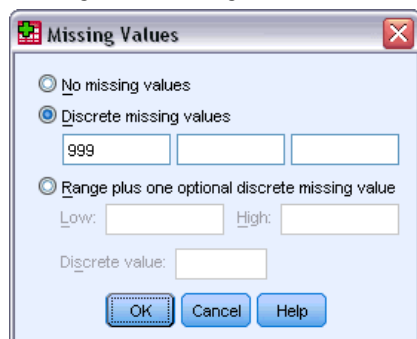 Missing Values
No missing values
Discrete missing values
999
Range plus one optional discrete missing value
Low: High:
Discrete value:
OK Cancel Help